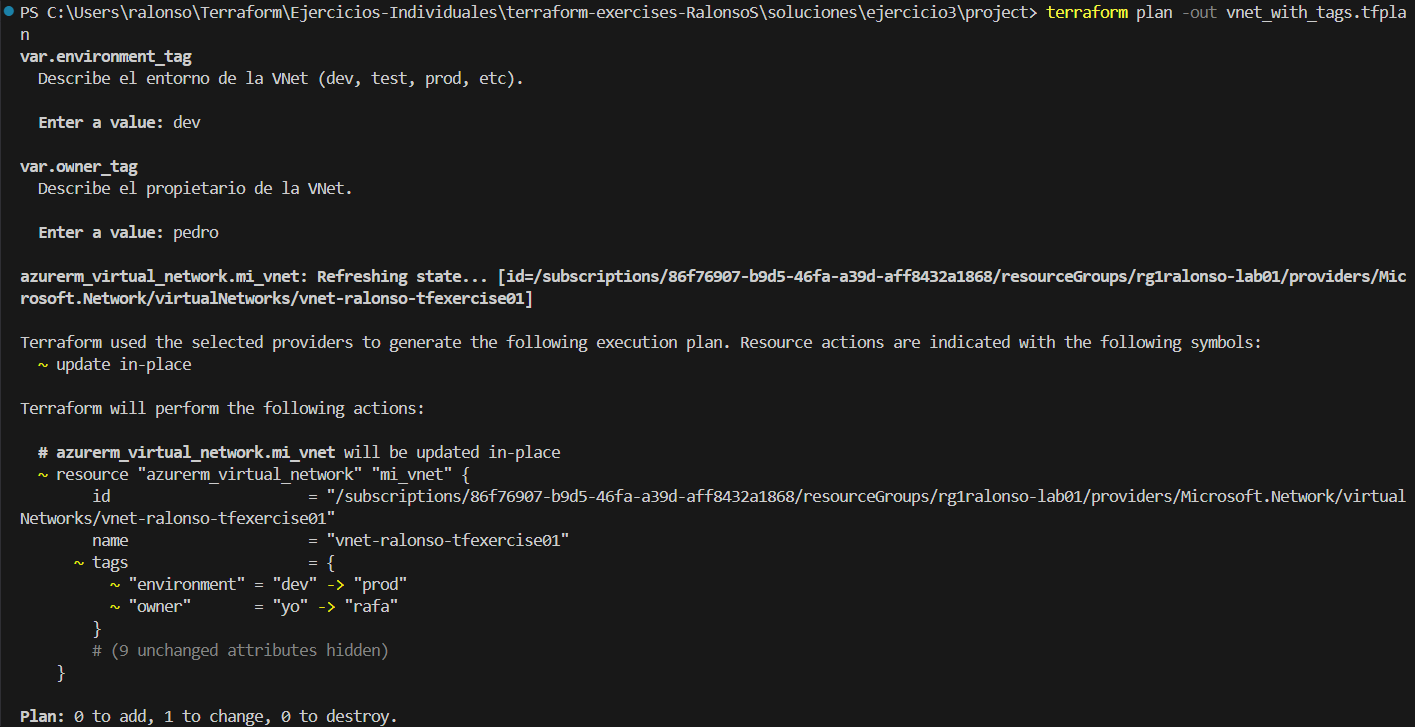 PS C:\Users\ralonso\Terraform\Ejercicios-Individuales\terraform-exercises-RalonsoS\soluciones\ejercicio3\project> terraform plan -out vnet_with_tags.tfpla
n
var.environment_tag
  Describe el entorno de la VNet (dev, test, prod, etc).
  Enter a value: dev
var.owner_tag
  Describe el propietario de la VNet.
  Enter a value: pedro
azurerm_virtual_network.mi_vnet: Refreshing state... [id=/subscriptions/86f76907-b9d5-46fa-a39d-aff8432a1868/resourceGroups/rg1ralonso-lab01/providers/Mic
rosoft.Network/virtualNetworks/vnet-ralonso-tfexercise01]
Terraform used the selected providers to generate the following execution plan. Resource actions are indicated with the following symbols:
  ~ update in-place
Terraform will perform the following actions:
  # azurerm_virtual_network.mi_vnet will be updated in-place
  ~ resource "azurerm_virtual_network" "mi_vnet" {
        id                      = "/subscriptions/86f76907-b9d5-46fa-a39d-aff8432a1868/resourceGroups/rg1ralonso-lab01/providers/Microsoft.Network/virtual
Networks/vnet-ralonso-tfexercise01"
        name                    = "vnet-ralonso-tfexercise01"
      ~ tags                    = {
          ~ "environment" = "dev" -> "prod"
          ~ "owner"       = "yo" -> "rafa"
        }
        # (9 unchanged attributes hidden)
    }
Plan: 0 to add, 1 to change, 0 to destroy.